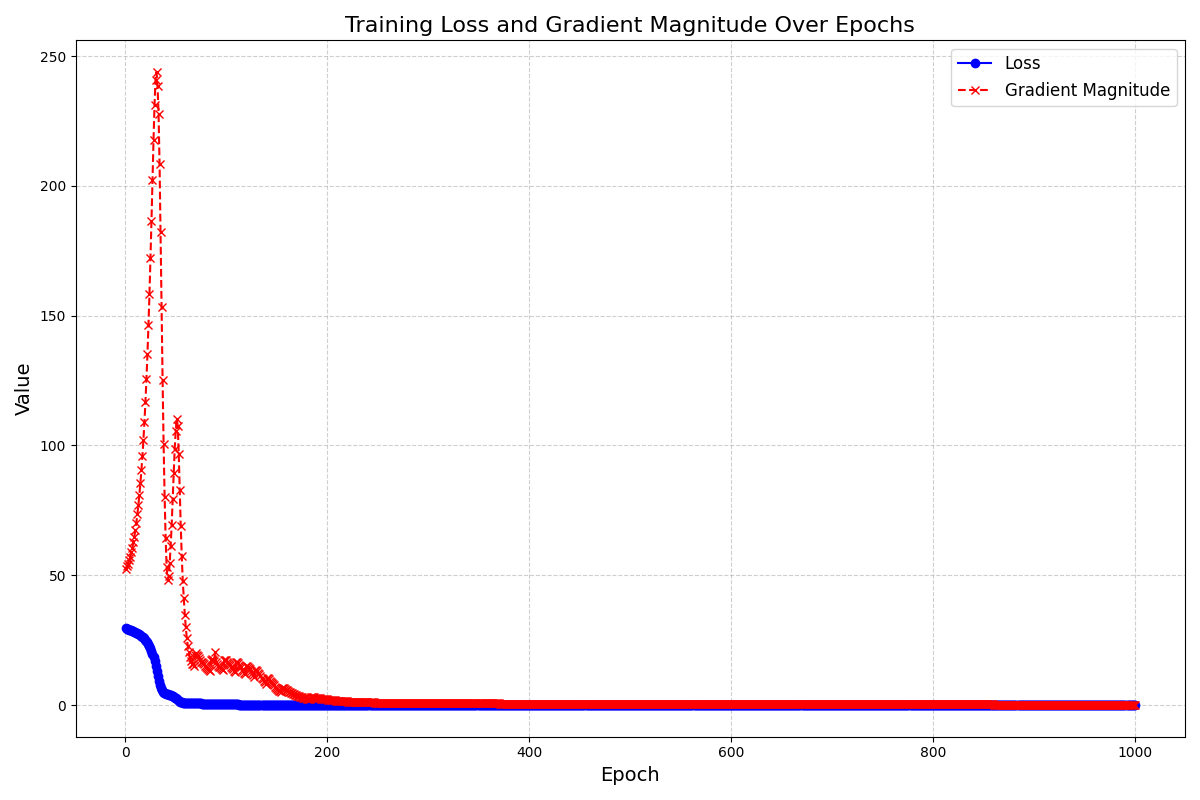 Training Loss and Gradient Magnitude Over Epochs
Loss
Gradient Magnitude
Value
250
200
150
100
50
0
0 200 400 600 800 1000
Epoch